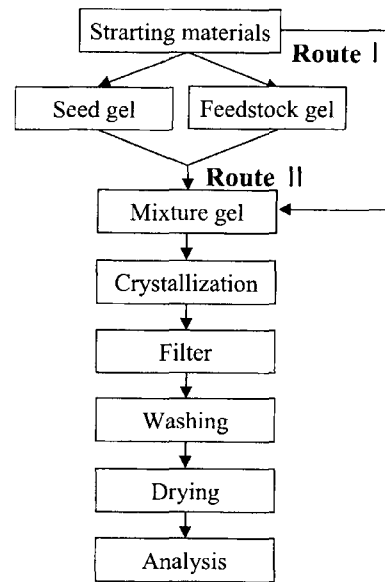 Strarting materials
Route I
Seed gel
Feedstock gel
Route II
Mixture gel
Crystallization
Filter
Washing
Drying
Analysis